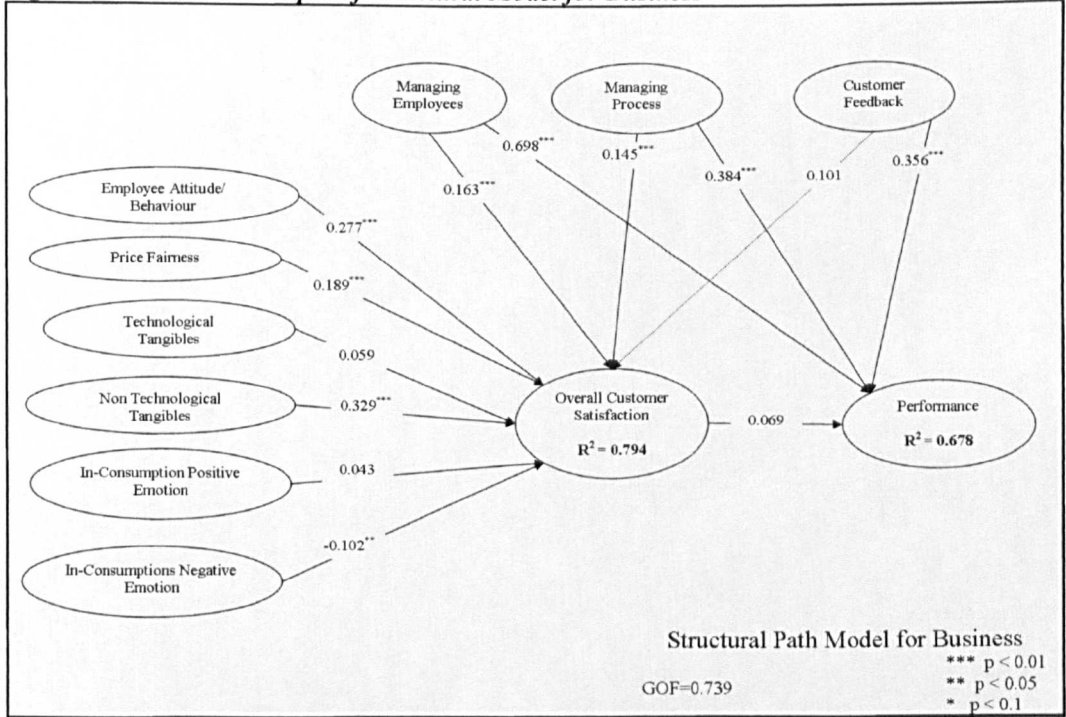 Managing
Employees
Managing
Process
Customer
Feedback
0.698***
0.145***
0.356***
0.163***
0.384***
0.101
Employee Attitude/
Behaviour
0.277***
Price Fairness
0.189***
Technological
Tangibles
0.059
Non Technological
Tangibles
0.329***
Overall Customer
Satisfaction
R² = 0.794
0.069
Performance
R² = 0.678
In-Consumption Positive
Emotion
0.043
-0.102**
In-Consumptions Negative
Emotion
Structural Path Model for Business
*** p < 0.01
GOF=0.739
** p < 0.05
* p < 0.1